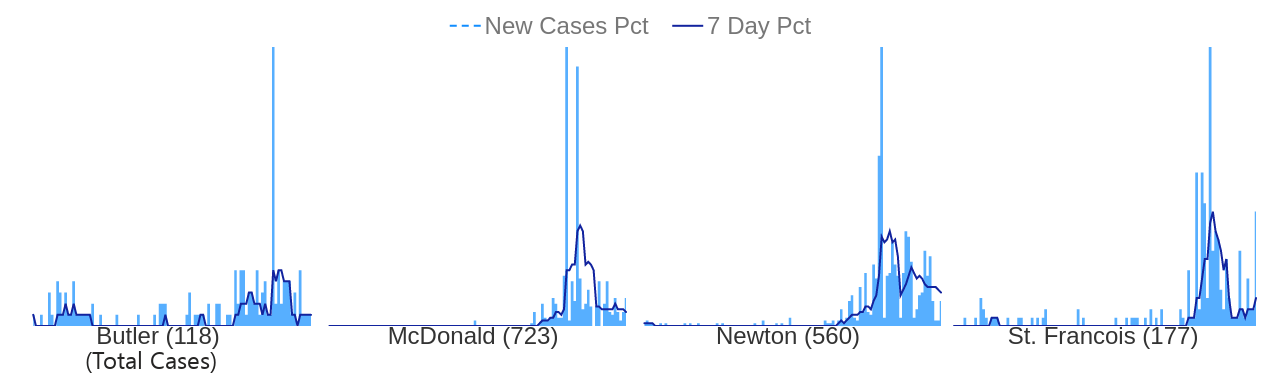 New Cases Pct 7 Day Pct
Butler (118) McDonald (723) Newton (560) St. Francois (177)
(Total Cases)